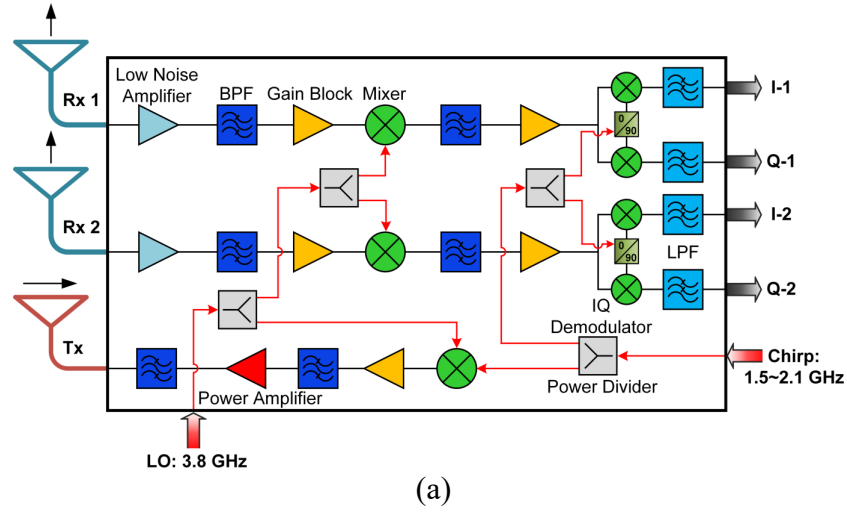 Low Noise
Amplifier
BPF
Gain Block
Mixer
Rx 1
0
90
I-1
Q-1
Rx 2
0
90
I-2
LPF
Q-2
IQ
Demodulator
Tx
Power Amplifier
Power Divider
Chirp:
1.5~2.1 GHz
LO: 3.8 GHz
(a)